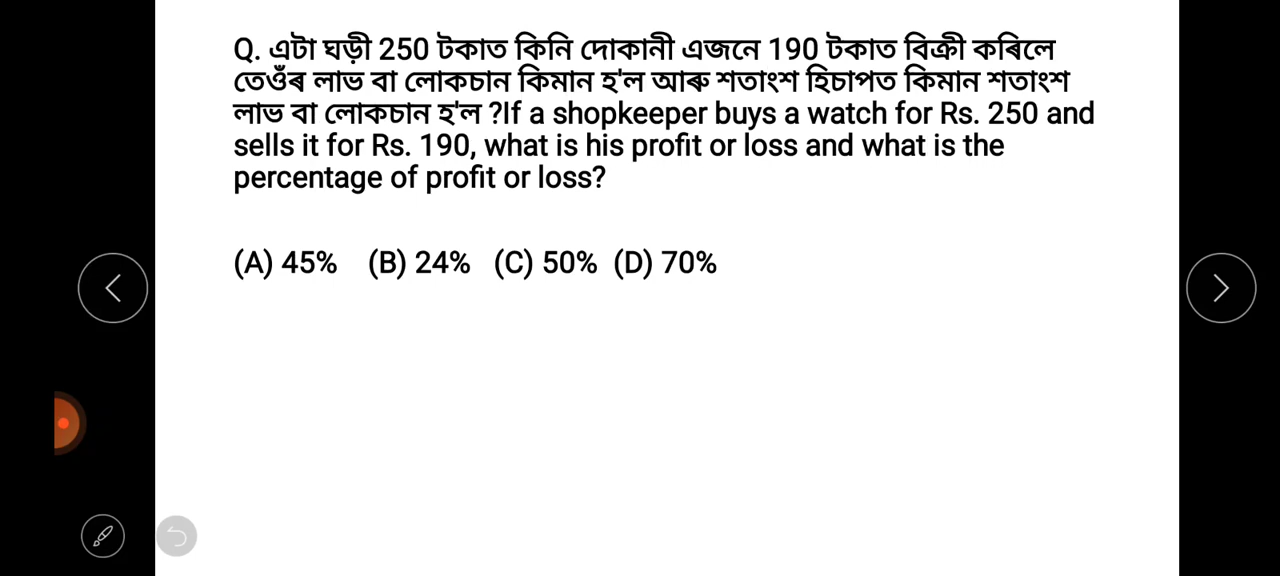 Q. এটা ঘড়ী 250 টকাত কিনি দোকানী এজনে 190 টকাত বিক্ৰী কৰিলে
তেওঁৰ লাভ বা লোকচান কিমান হ'ল আৰু শতাংশ হিচাপত কিমান শতাংশ
লাভ বা লোকচান হ'ল ?If a shopkeeper buys a watch for Rs. 250 and
sells it for Rs. 190, what is his profit or loss and what is the
percentage of profit or loss?
(A) 45% (B) 24% (C) 50% (D) 70%